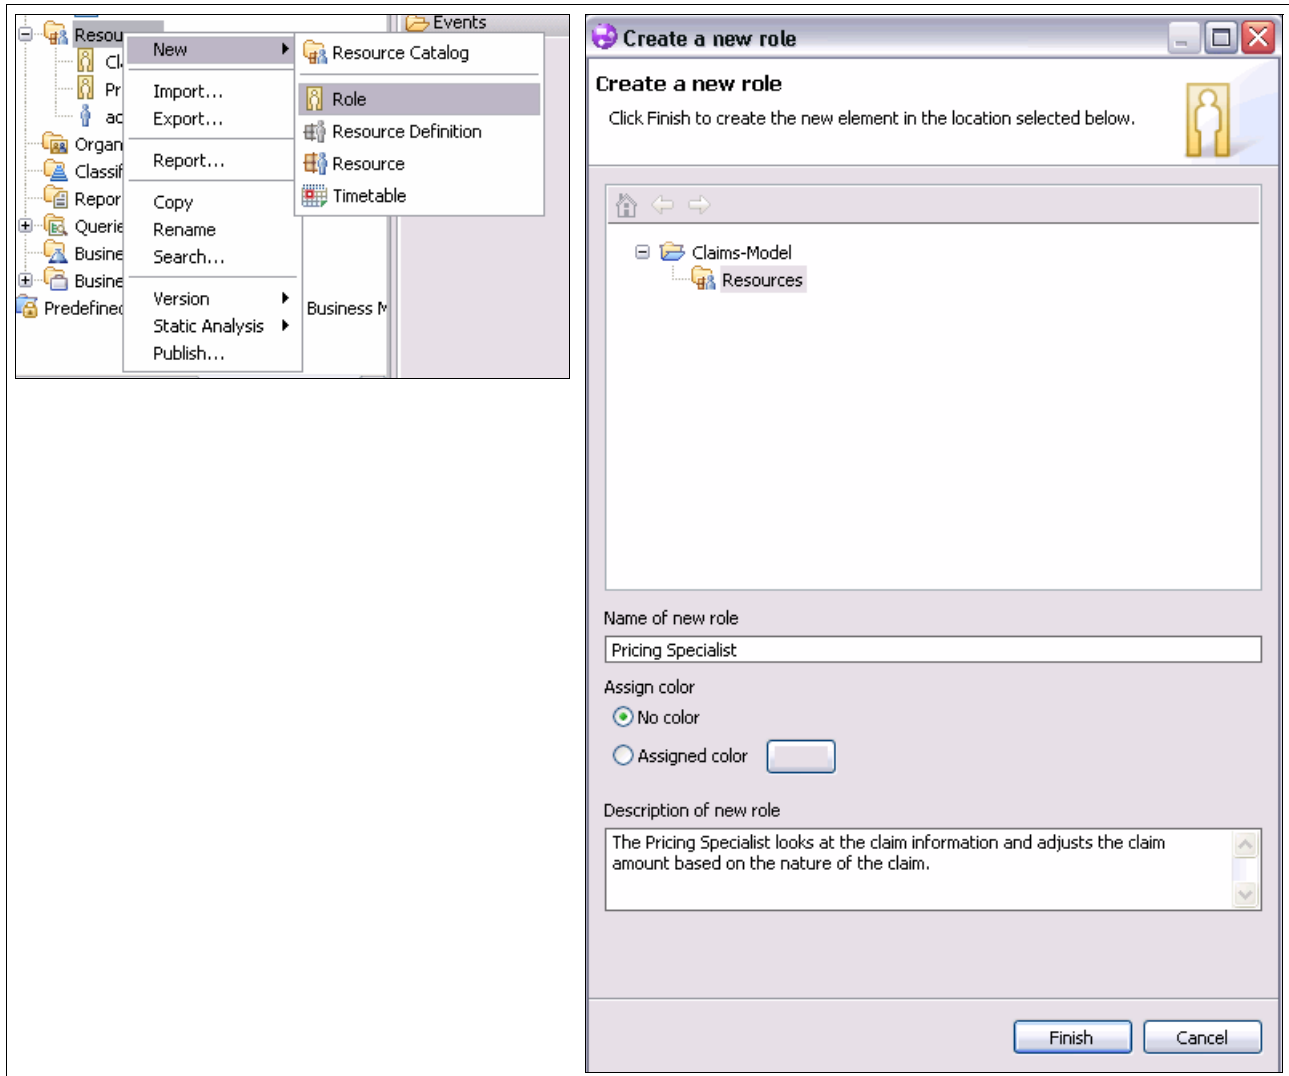 Events
Resou
Cl
Pr
ac
Organ
Classif
Repor
Querie
Busine
Busine
Predefined
Business M
New
Import...
Export...
Report...
Copy
Rename
Search...
Version
Static Analysis
Publish...
Resource Catalog
Role
Resource Definition
Resource
Timetable
Create a new role
Create a new role
Click Finish to create the new element in the location selected below.
Claims-Model
Resources
Name of new role
Pricing Specialist
Assign color
No color
Assigned color
Description of new role
The Pricing Specialist looks at the claim information and adjusts the claim
amount based on the nature of the claim.
Finish
Cancel